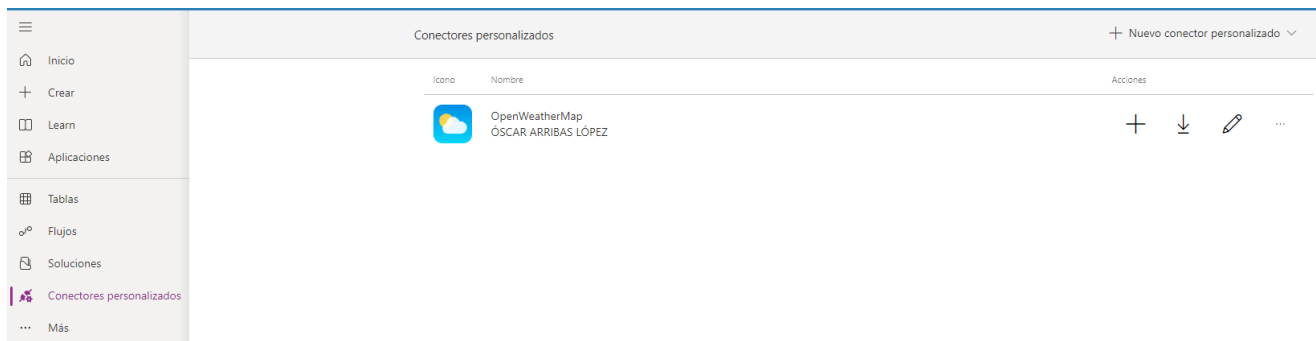 Conectores personalizados
+ Nuevo conector personalizado
Inicio
Crear
Learn
Aplicaciones
Tablas
Flujos
Soluciones
Conectores personalizados
Más
Icono Nombre Acciones
OpenWeatherMap
ÓSCAR ARRIBAS LÓPEZ